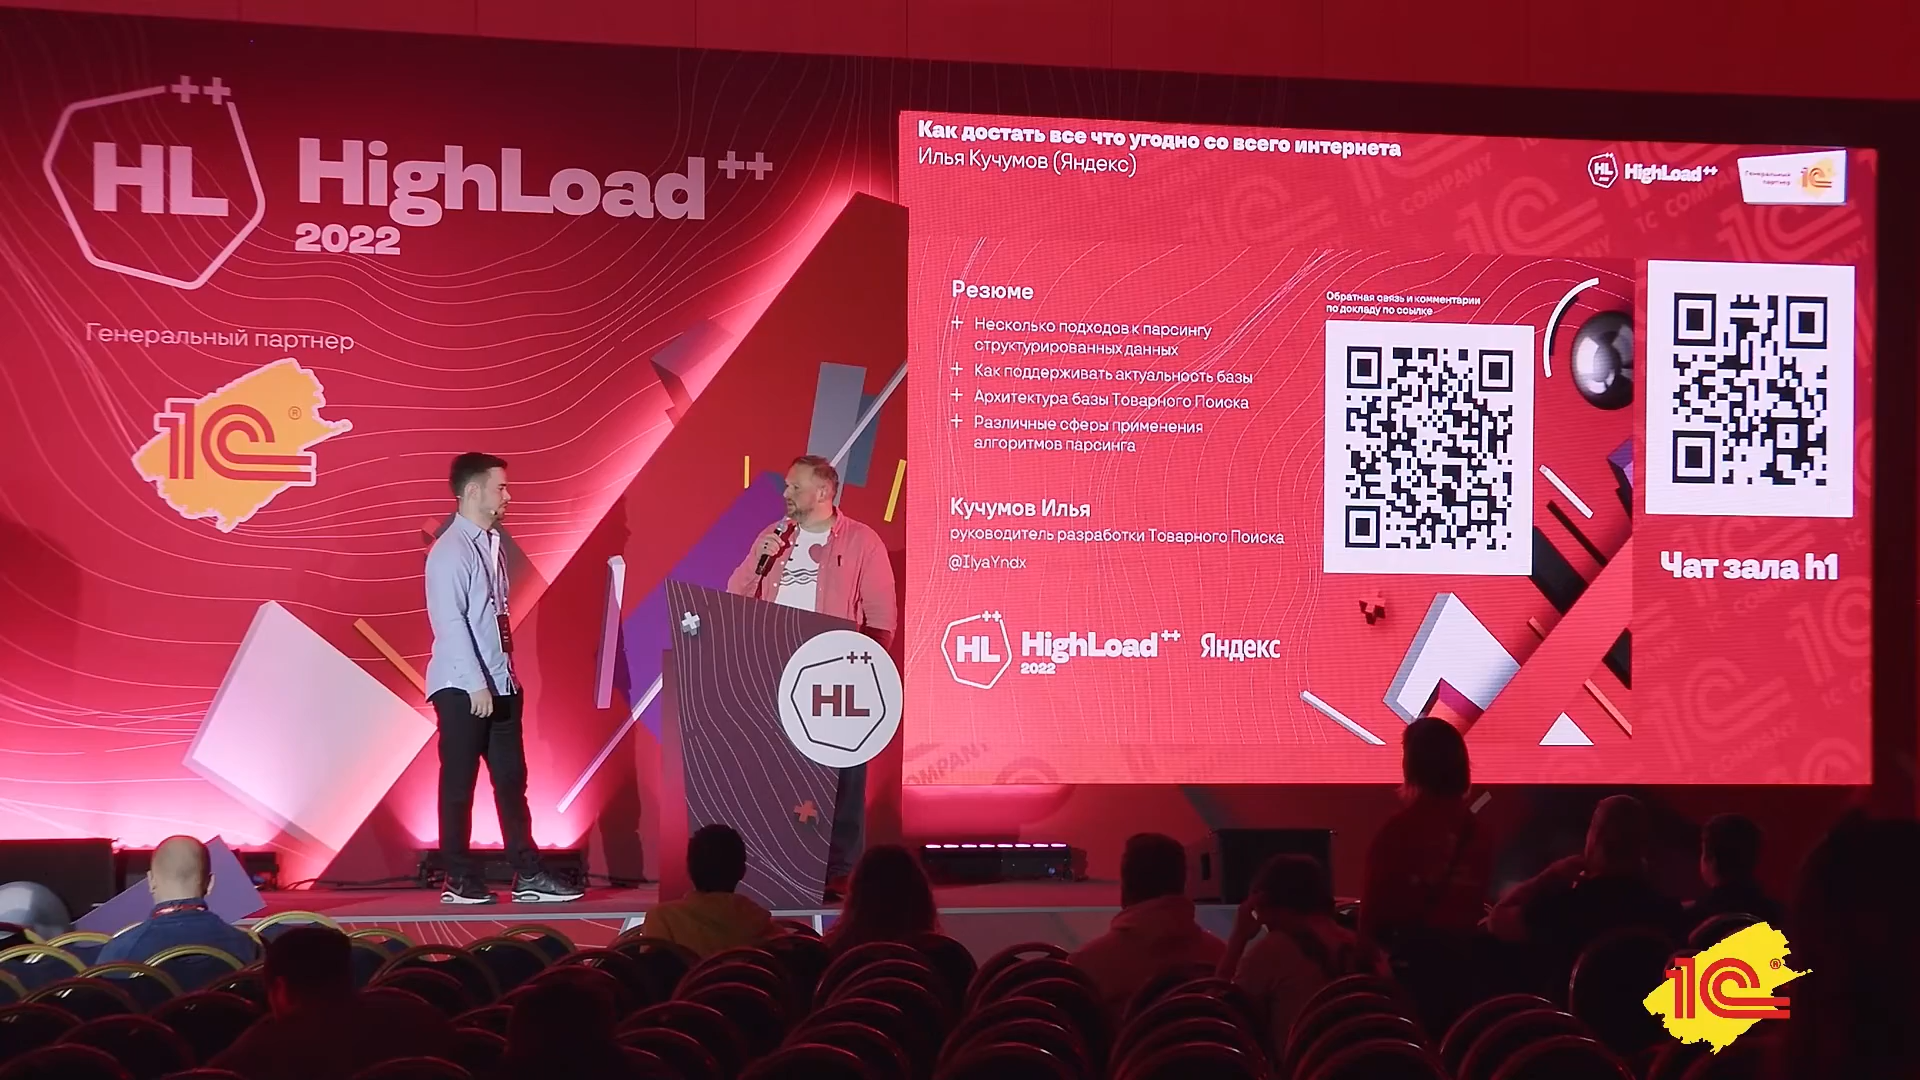 HL++
HighLoad++
2022
Генеральный партнер
1С®
Как достать все что угодно со всего интернета
Илья Кучумов (Яндекс)
HL
HighLoad++
Генеральный
партнер
1С
Резюме
+ Несколько подходов к парсингу
структурированных данных
+ Как поддерживать актуальность базы
+ Архитектура базы Товарного Поиска
+ Различные сферы применения
алгоритмов парсинга
Обратная связь и комментарии
по докладу по ссылке
Кучумов Илья
руководитель разработки Товарного Поиска
@IlyaYndx
HL++
HighLoad++
2022
Яндекс
Чат зала h1
HL++
1С®
1C COMPANY